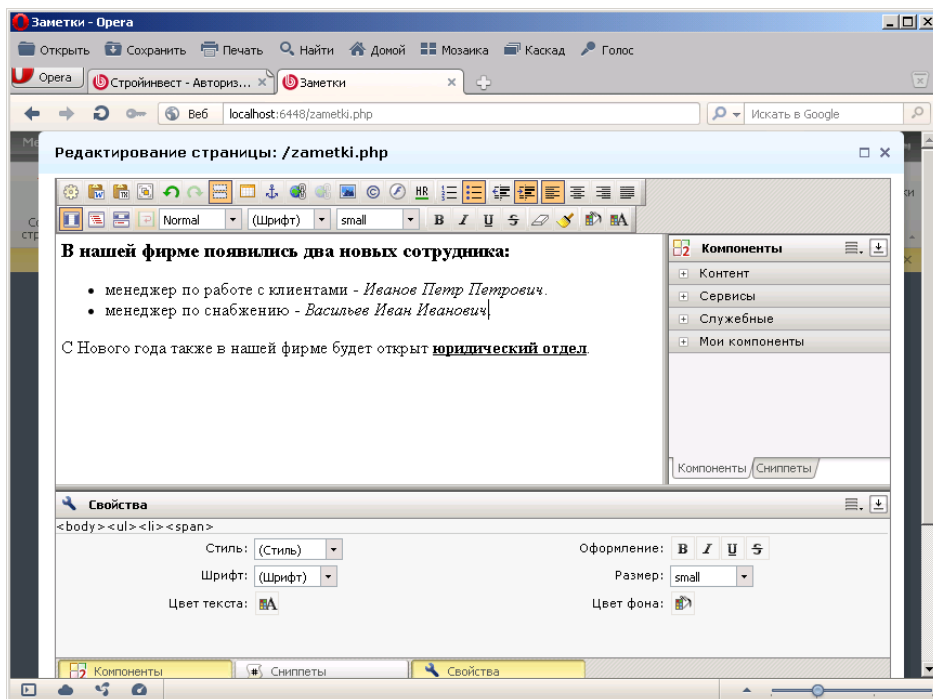 Заметки - Opera
Открыть Сохранить Печать Найти Домой Мозаика Каскад Голос
Opera Стройинвест - Авториз... Заметки
Веб localhost:6448/zametki.php Искать в Google
Редактирование страницы: /zametki.php
HR
Normal (Шрифт) small B I U S A
В нашей фирме появились два новых сотрудника:
• менеджер по работе с клиентами - Иванов Петр Петрович.
• менеджер по снабжению - Васильев Иван Иванович
С Нового года также в нашей фирме будет открыт юридический отдел.
Компоненты
Контент
Сервисы
Служебные
Мои компоненты
Компоненты Сниппеты
Свойства
<body><ul><li><span>
Стиль: (Стиль) Оформление: B I U S
Шрифт: (Шрифт) Размер: small
Цвет текста: A Цвет фона:
Компоненты Сниппеты Свойства